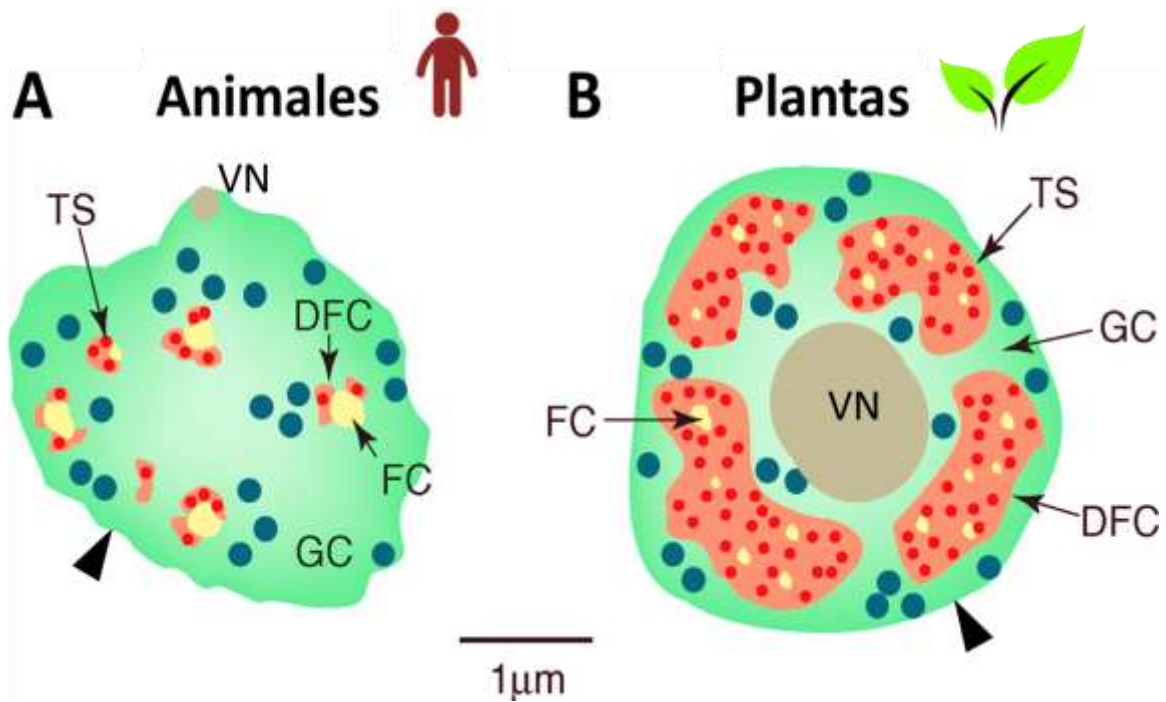 A Animales
B Plantas
VN
TS
DFC
FC
GC
TS
GC
VN
FC
DFC
1µm